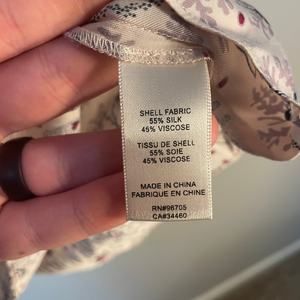 SHELL FABRIC
55% SILK
45% VISCOSE
TISSU DE SHELL
55% SOIE
45% VISCOSE
MADE IN CHINA
FABRIQUE EN CHINE
RN#96705
CA#34460